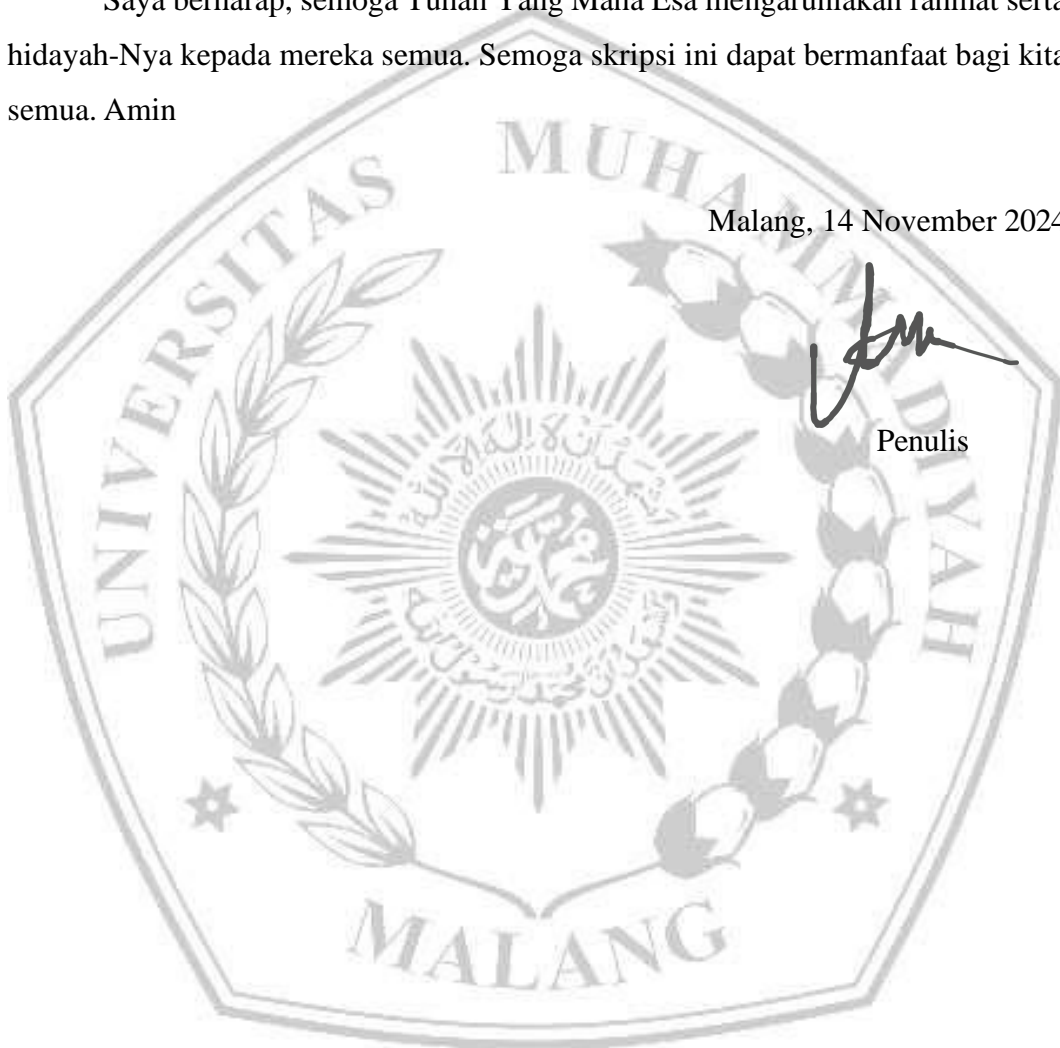 Saya berharap, semoga Tuhan Yang Maha Esa mengaruniakan rahmat serta
hidayah-Nya kepada mereka semua. Semoga skripsi ini dapat bermanfaat bagi kita
semua. Amin
Malang, 14 November 2024
Penulis
UNIVERSITAS MUHAMMADIYAH
MALANG